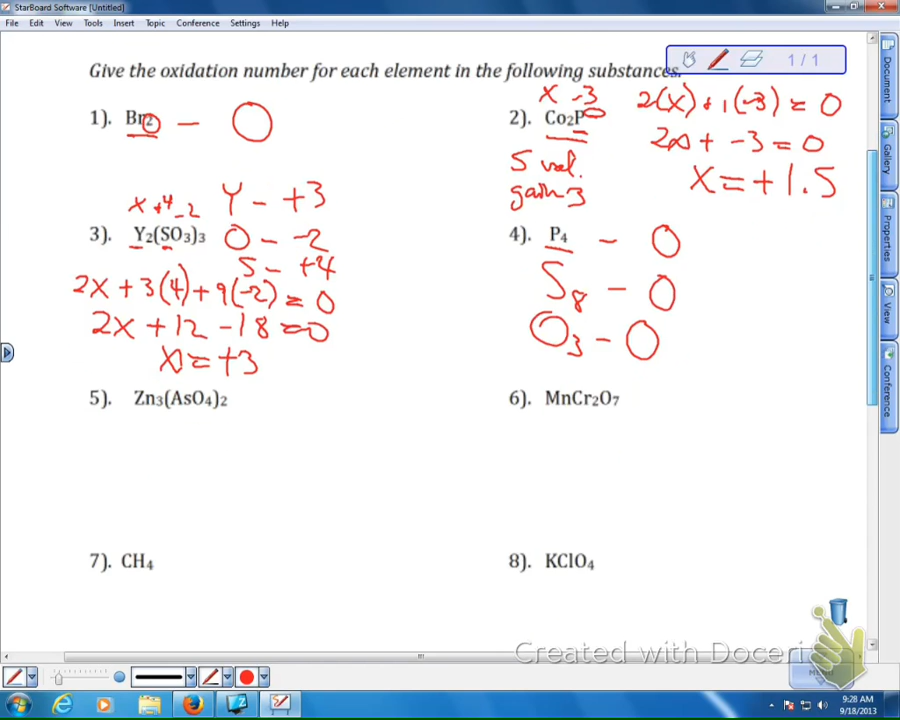 StarBoard Software [Untitled]
File Edit View Tools Insert Topic Conference Settings Help
1 / 1
Give the oxidation number for each element in the following substances.
1). Br2 – 0
2). Co2P
x -3
2(x) + 1(-3) = 0
2x + -3 = 0
x = +1.5
5 val.
gain 3
x +4 -2
3). Y2(SO3)3
Y – +3
O – -2
S – +4
2x + 3(4) + 9(-2) = 0
2x + 12 - 18 = 0
x = +3
4). P4 – 0
S8 – 0
O3 – 0
5). Zn3(AsO4)2
6). MnCr2O7
7). CH4
8). KClO4
Created with Doceri
MENU
Document
Gallery
Properties
View
Conference
9:28 AM
9/18/2013